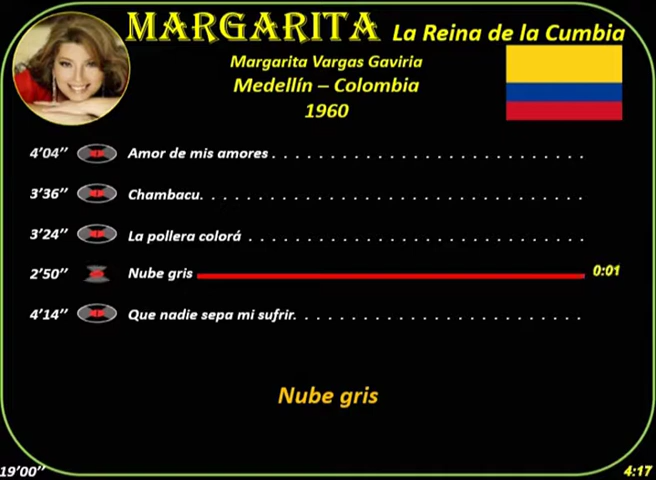 MARGARITA La Reina de la Cumbia
Margarita Vargas Gaviria
Medellín – Colombia
1960
4’04’’ Amor de mis amores . . . . . . . . . . . . . . . . . . . . .
3’36’’ Chambacu. . . . . . . . . . . . . . . . . . . . . . . . .
3’24’’ La pollera colorá . . . . . . . . . . . . . . . . . . . . . .
2’50’’ Nube gris 0:01
4’14’’ Que nadie sepa mi sufrir. . . . . . . . . . . . . . . . . . .
Nube gris
19’00’’ 4:17